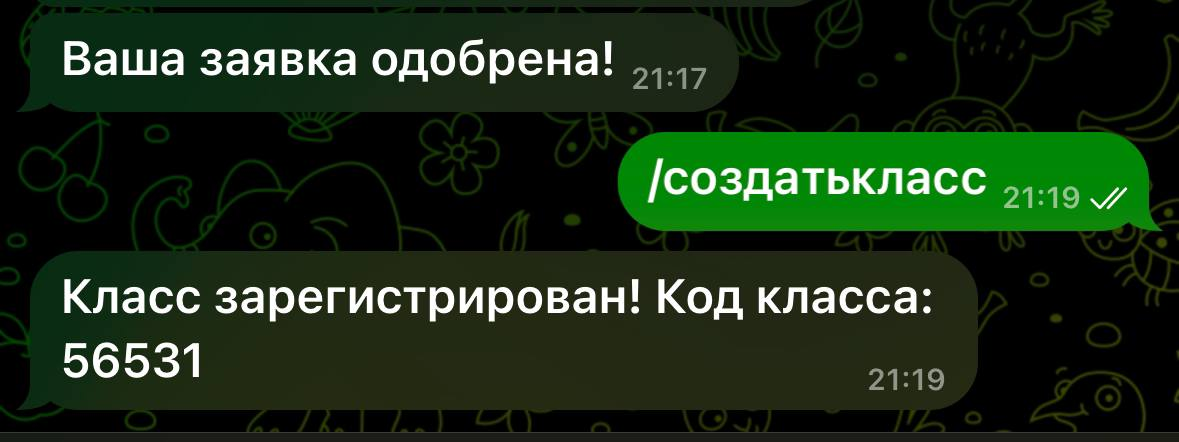 Ваша заявка одобрена! 21:17
/создатькласс 21:19
Класс зарегистрирован! Код класса:
56531
21:19